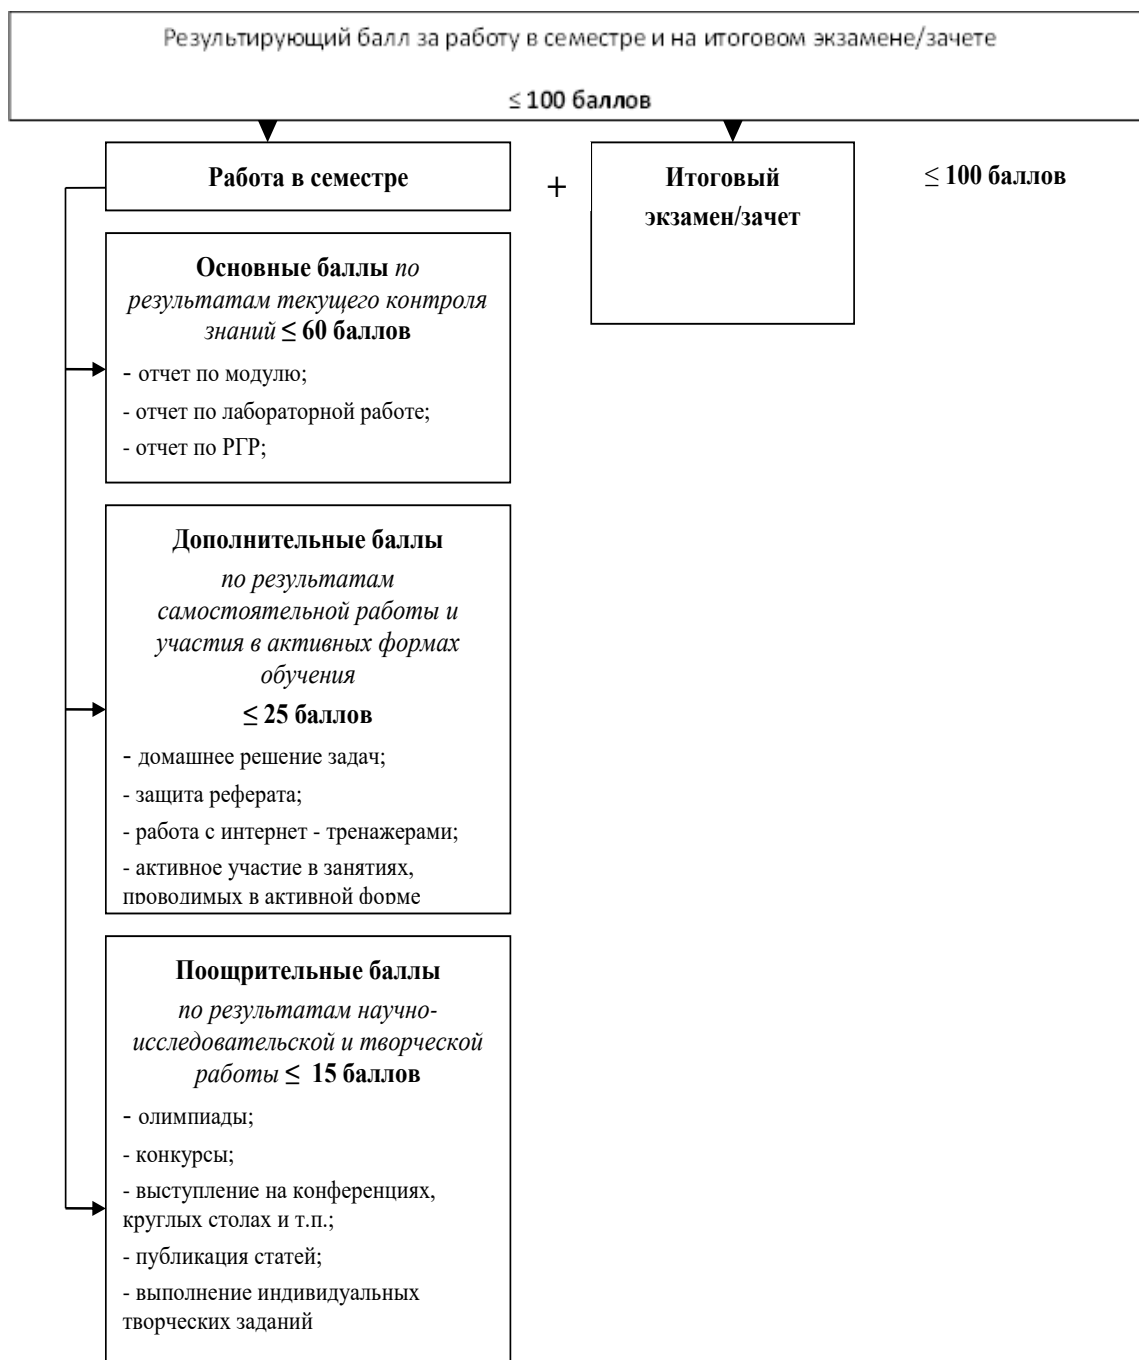 Результирующий балл за работу в семестре и на итоговом экзамене/зачете
≤ 100 баллов
Работа в семестре
+
Итоговый
экзамен/зачет
≤ 100 баллов
Основные баллы по
результатам текущего контроля
знаний ≤ 60 баллов
- отчет по модулю;
- отчет по лабораторной работе;
- отчет по РГР;
Дополнительные баллы
по результатам
самостоятельной работы и
участия в активных формах
обучения
≤ 25 баллов
- домашнее решение задач;
- защита реферата;
- работа с интернет - тренажерами;
- активное участие в занятиях,
проводимых в активной форме
Поощрительные баллы
по результатам научно-
исследовательской и творческой
работы ≤ 15 баллов
- олимпиады;
- конкурсы;
- выступление на конференциях,
круглых столах и т.п.;
- публикация статей;
- выполнение индивидуальных
творческих заданий